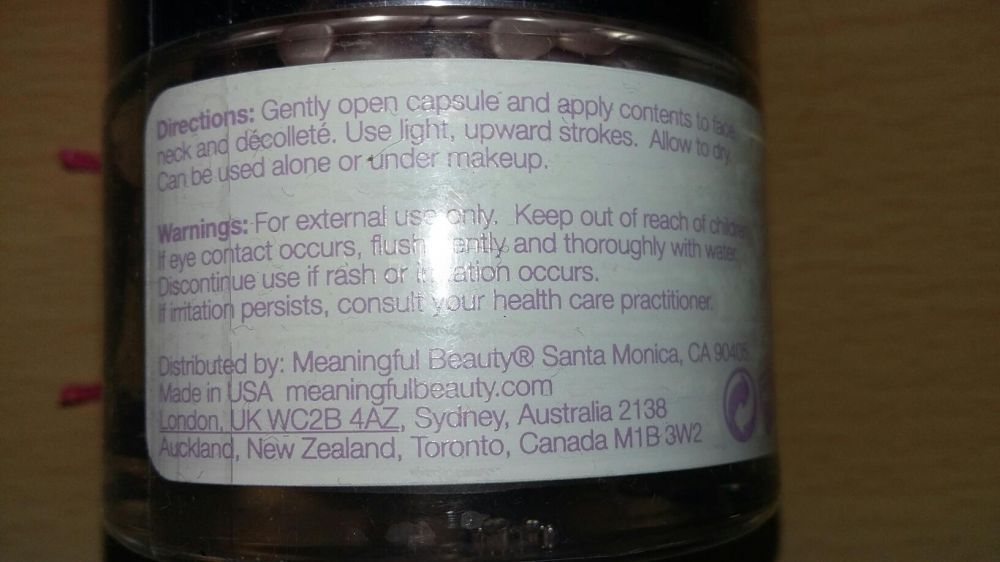 Directions: Gently open capsule and apply contents to face,
neck and décolleté. Use light, upward strokes. Allow to dry.
Can be used alone or under makeup.
Warnings: For external use only. Keep out of reach of children.
If eye contact occurs, flush gently and thoroughly with water.
Discontinue use if rash or irritation occurs.
If irritation persists, consult your health care practitioner.
Distributed by: Meaningful Beauty® Santa Monica, CA 90405
Made in USA meaningfulbeauty.com
London, UK WC2B 4AZ, Sydney, Australia 2138
Auckland, New Zealand, Toronto, Canada M1B 3W2